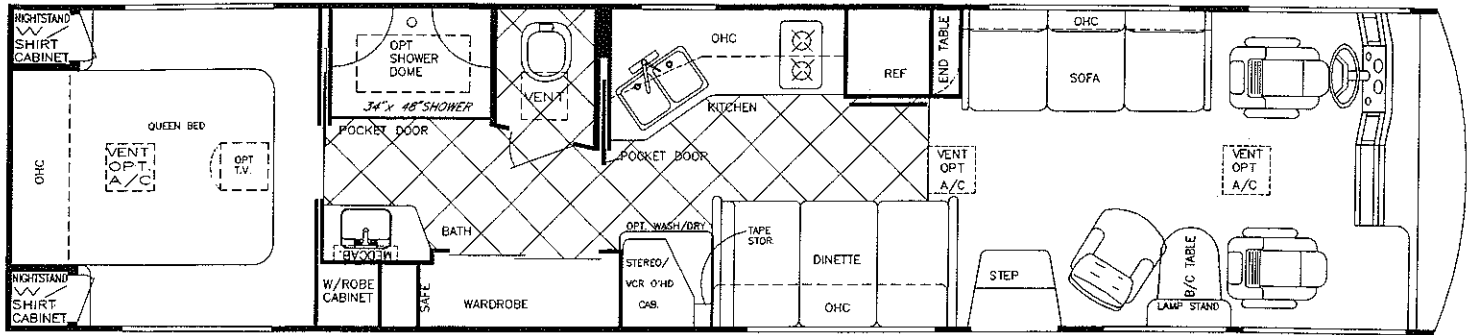 NIGHTSTAND
W/
SHIRT
CABINET
OHC
QUEEN BED
VENT
OPT.
A/C
OPT
T.V.
NIGHTSTAND
W/
SHIRT
CABINET
OPT
SHOWER
DOME
34"x 48" SHOWER
POCKET DOOR
VENT
BATH
MEDCAB.
W/ROBE
CABINET
SAFE
WARDROBE
OHC
KITCHEN
POCKET DOOR
REF
END TABLE
OPT. WASH/DRY
STEREO/
VCR O'HD
CAB.
TAPE
STOR.
DINETTE
OHC
OHC
SOFA
VENT
OPT
A/C
VENT
OPT
A/C
STEP
B/C TABLE
LAMP STAND